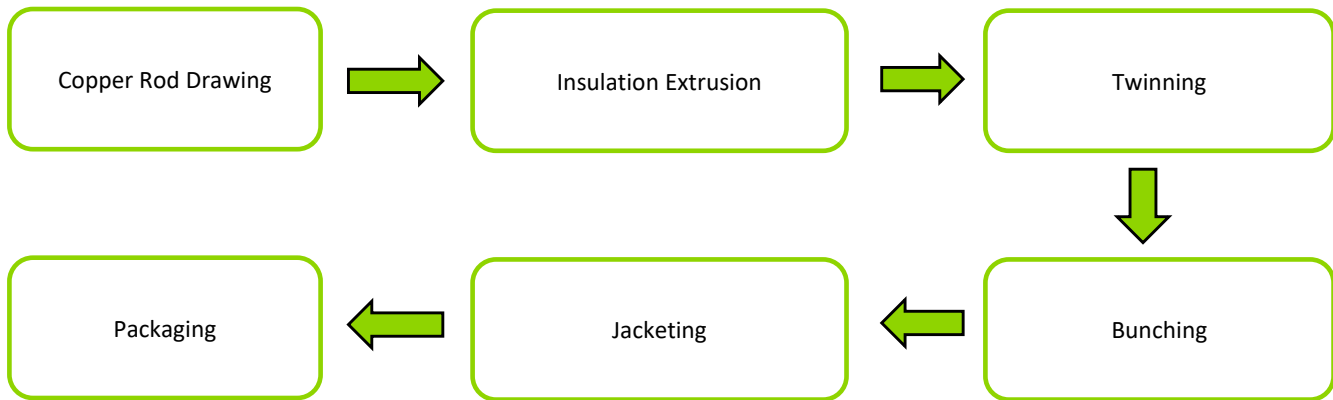 Copper Rod Drawing
Insulation Extrusion
Twinning
Bunching
Jacketing
Packaging